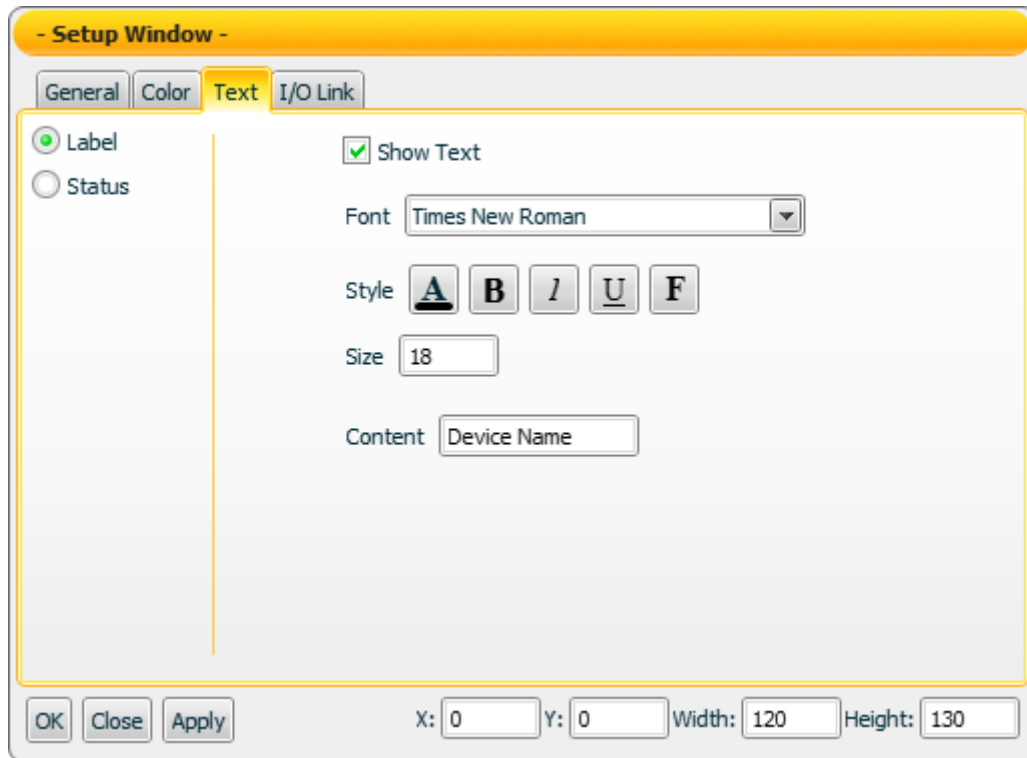 - Setup Window -
General Color Text I/O Link
Label
Status
Show Text
Font Times New Roman
Style A B I U F
Size 18
Content Device Name
OK Close Apply X: 0 Y: 0 Width: 120 Height: 130